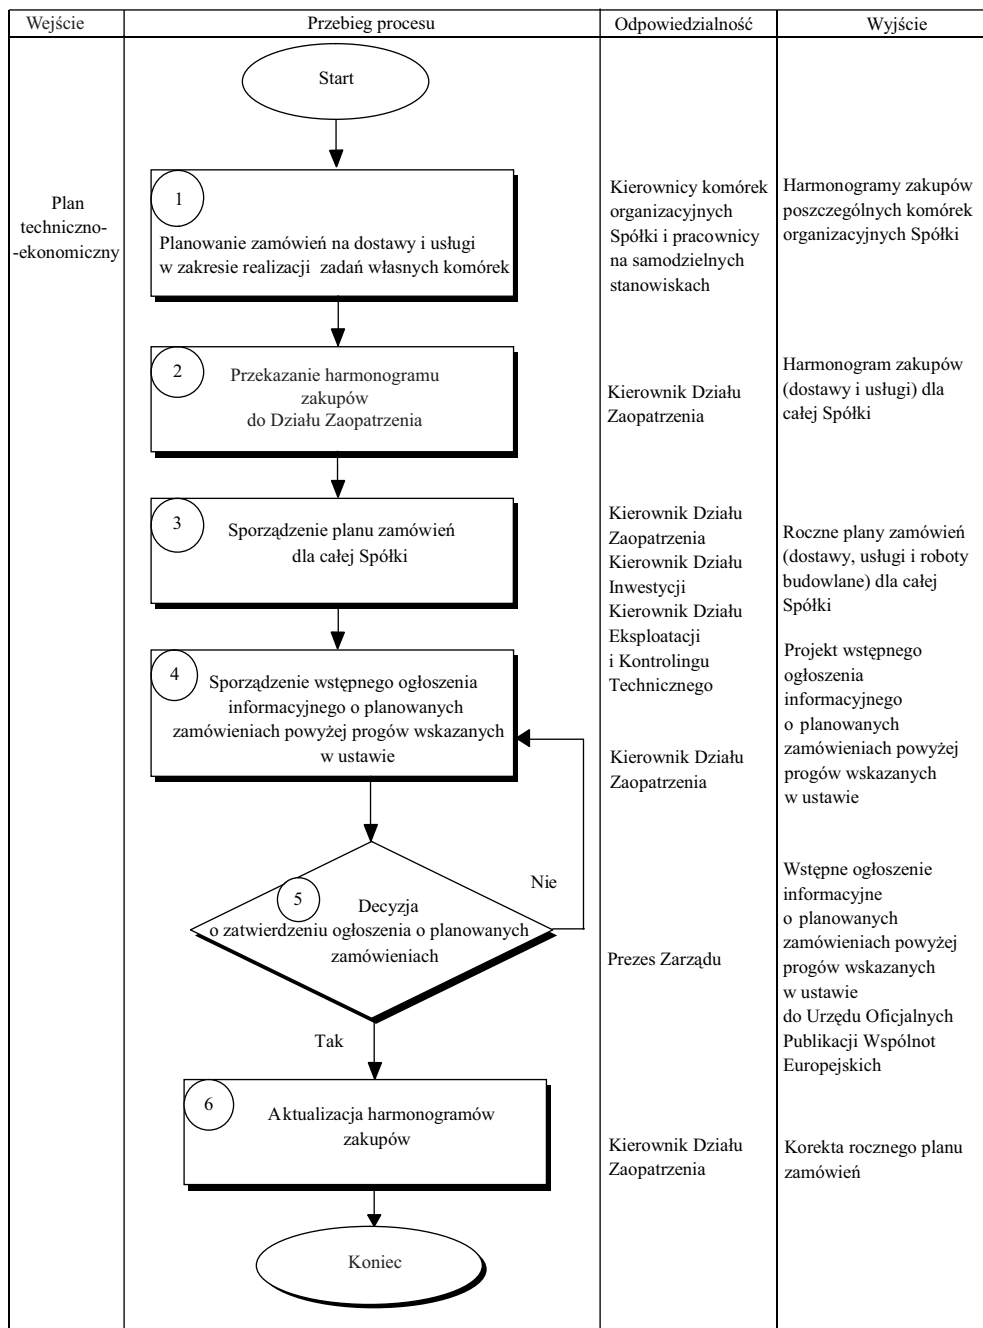 Wejście
Przebieg procesu
Odpowiedzialność
Wyjście
Start
Plan
techniczno-
-ekonomiczny
1
Planowanie zamówień na dostawy i usługi
w zakresie realizacji zadań własnych komórek
Kierownicy komórek
organizacyjnych
Spółki i pracownicy
na samodzielnych
stanowiskach
Harmonogramy zakupów
poszczególnych komórek
organizacyjnych Spółki
2
Przekazanie harmonogramu
zakupów
do Działu Zaopatrzenia
Kierownik Działu
Zaopatrzenia
Harmonogram zakupów
(dostawy i usługi) dla
całej Spółki
3
Sporządzenie planu zamówień
dla całej Spółki
Kierownik Działu
Zaopatrzenia
Kierownik Działu
Inwestycji
Kierownik Działu
Eksploatacji
i Kontrolingu
Technicznego
Roczne plany zamówień
(dostawy, usługi i roboty
budowlane) dla całej
Spółki
4
Sporządzenie wstępnego ogłoszenia
informacyjnego o planowanych
zamówieniach powyżej progów wskazanych
w ustawie
Kierownik Działu
Zaopatrzenia
Projekt wstępnego
ogłoszenia
informacyjnego
o planowanych
zamówieniach powyżej
progów wskazanych
w ustawie
Nie
5
Decyzja
o zatwierdzeniu ogłoszenia o planowanych
zamówieniach
Prezes Zarządu
Wstępne ogłoszenie
informacyjne
o planowanych
zamówieniach powyżej
progów wskazanych
w ustawie
do Urzędu Oficjalnych
Publikacji Wspólnot
Europejskich
Tak
6
Aktualizacja harmonogramów
zakupów
Kierownik Działu
Zaopatrzenia
Korekta rocznego planu
zamówień
Koniec